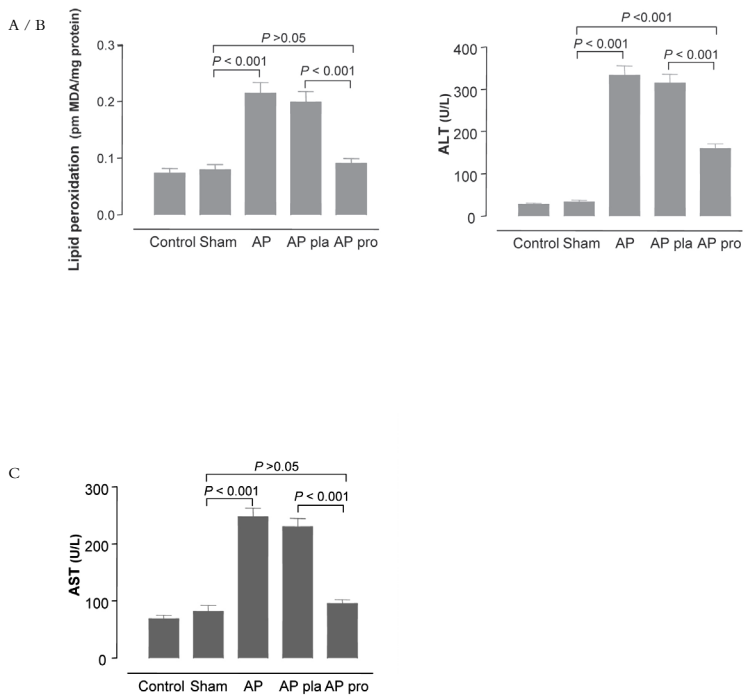 A / B
P >0.05
P < 0.001
P < 0.001
0.3
0.2
0.1
0.0
Lipid peroxidation (pm MDA/mg protein)
Control Sham AP AP pla AP pro
P <0.001
P < 0.001
P < 0.001
400
300
200
100
0
ALT (U/L)
Control Sham AP AP pla AP pro
C
P >0.05
P < 0.001
P < 0.001
300
200
100
0
AST (U/L)
Control Sham AP AP pla AP pro